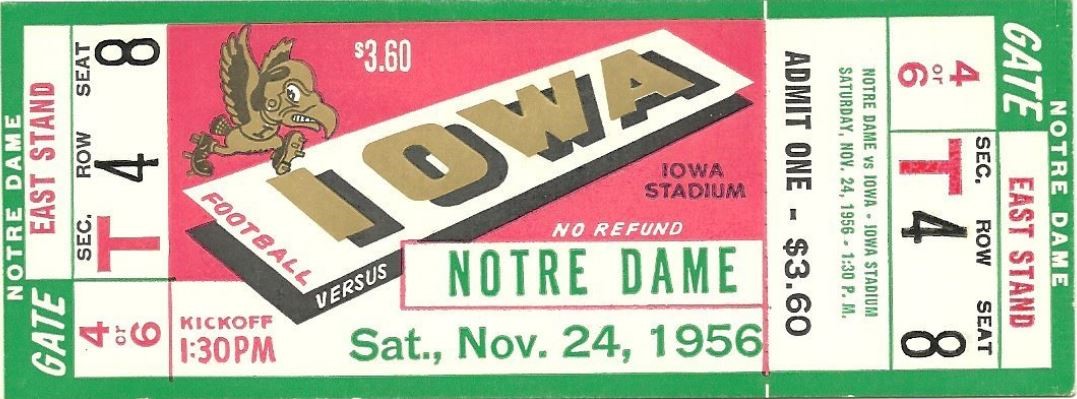 NOTRE DAME
EAST STAND
SEC. ROW SEAT
T 4 8
GATE
4 or 6
$3.60
I
IOWA
FOOTBALL
VERSUS
IOWA
STADIUM
NO REFUND
NOTRE DAME
KICKOFF
1:30PM
Sat., Nov. 24, 1956
ADMIT ONE - $3.60
NOTRE DAME vs IOWA - IOWA STADIUM
SATURDAY, NOV. 24, 1956 - 1:30 P. M.
4 or 6
GATE
SEC. ROW SEAT
T 4 8
EAST STAND
NOTRE DAME